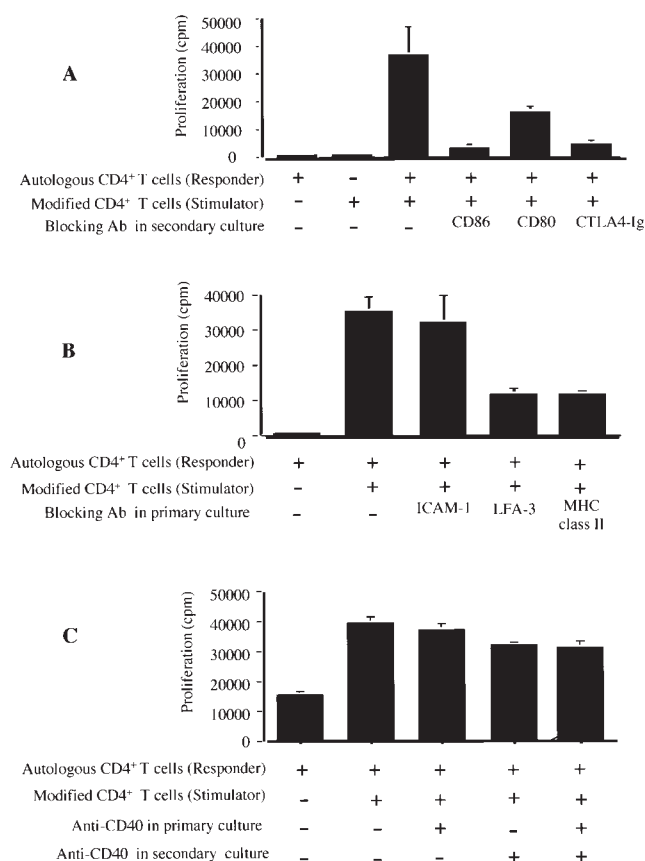 A
Proliferation (cpm)
50000
40000
30000
20000
10000
0
Autologous CD4+ T cells (Responder) + - + + + +
Modified CD4+ T cells (Stimulator) - + + + + +
Blocking Ab in secondary culture - - - CD86 CD80 CTLA4-Ig
B
Proliferation (cpm)
40000
30000
20000
10000
0
Autologous CD4+ T cells (Responder) + + + + +
Modified CD4+ T cells (Stimulator) - + + + +
Blocking Ab in primary culture - - ICAM-1 LFA-3 MHC
class II
C
Proliferation (cpm)
50000
40000
30000
20000
10000
0
Autologous CD4+ T cells (Responder) + + + + +
Modified CD4+ T cells (Stimulator) - + + + +
Anti-CD40 in primary culture - - + - +
Anti-CD40 in secondary culture - - - + +